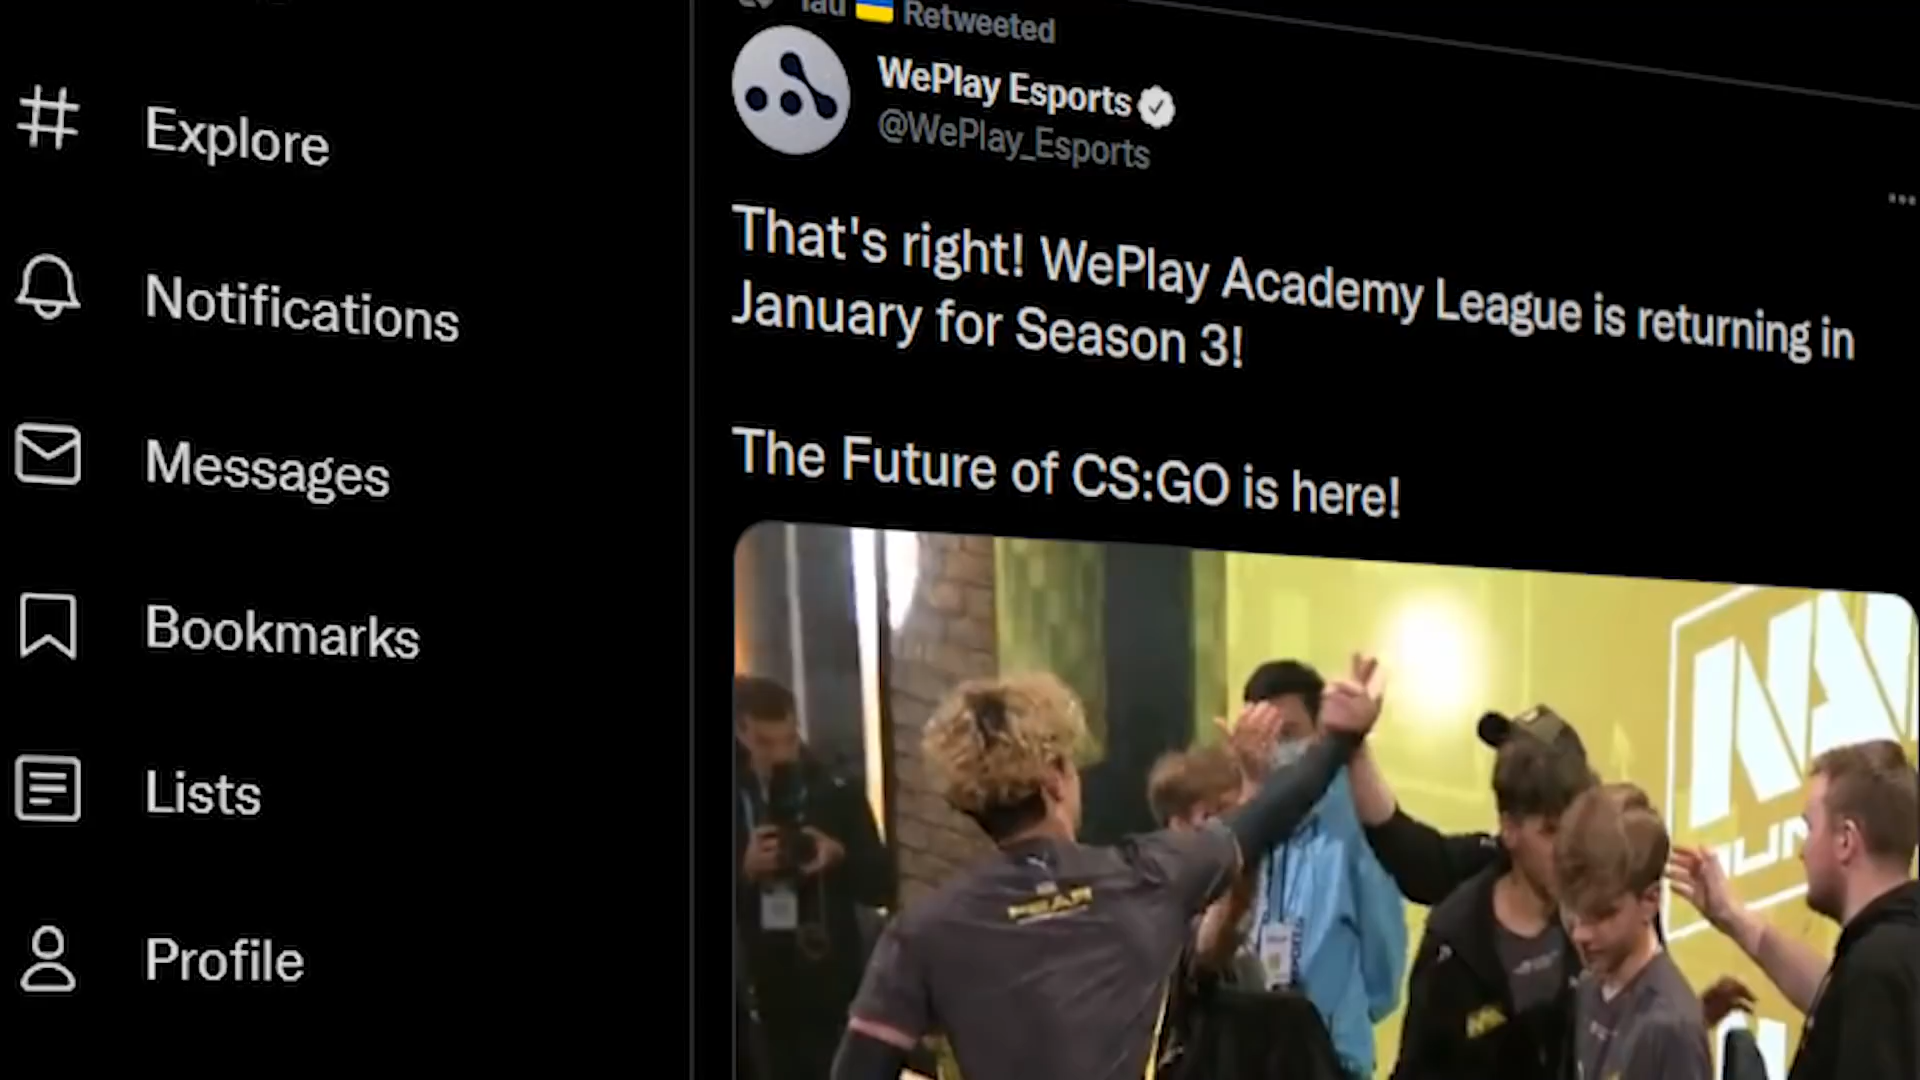 Explore
Notifications
Messages
Bookmarks
Lists
Profile
Retweeted
WePlay Esports
@WePlay_Esports
That's right! WePlay Academy League is returning in
January for Season 3!
The Future of CS:GO is here!